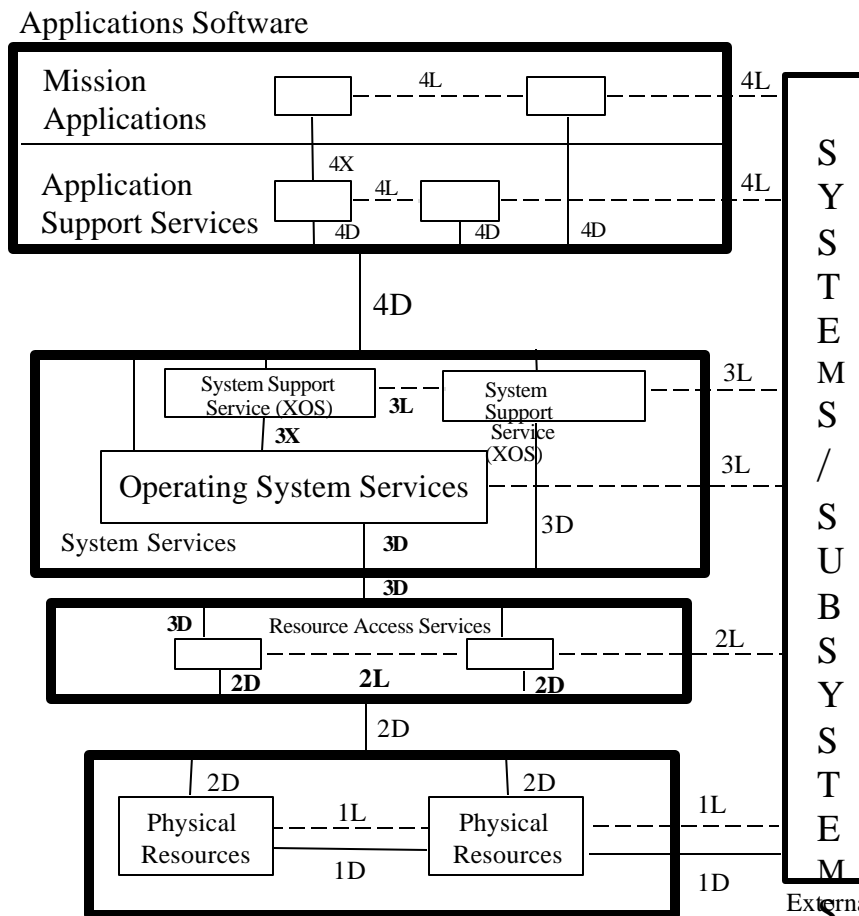 Applications Software
Mission
Applications
4L
4L
4X
Application
Support Services
4L
4L
4D
4D
4D
4D
System Support
Service (XOS)
3L
System
Support
Service
(XOS)
3L
3X
Operating System Services
3L
System Services
3D
3D
3D
3D
Resource Access Services
2L
2D
2L
2D
2D
2D
2D
Physical
Resources
1L
1D
Physical
Resources
1L
1D
S
Y
S
T
E
M
S
/
S
U
B
S
Y
S
T
E
M
S